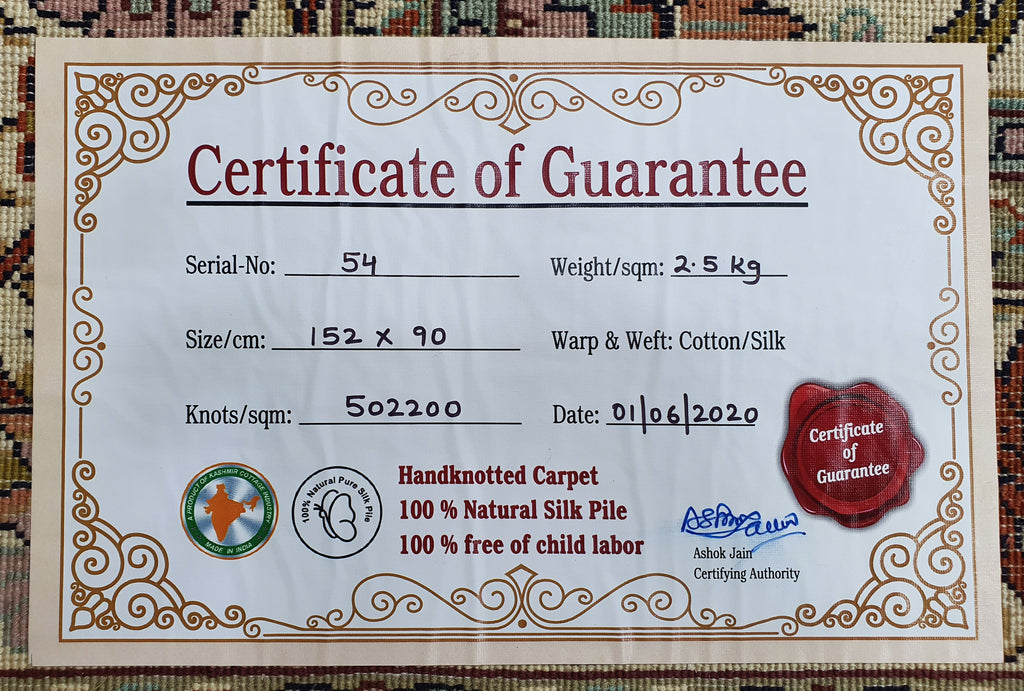 Certificate of Guarantee
Serial-No: 54
Weight/sqm: 2.5 kg
Size/cm: 152 x 90
Warp & Weft: Cotton/Silk
Knots/sqm: 502200
Date: 01/06/2020
Certificate
of
Guarantee
A PRODUCT OF KASHMIR COTTAGE INDUSTRY
MADE IN INDIA
100% Natural Pure Silk Pile
Handknotted Carpet
100 % Natural Silk Pile
100 % free of child labor
Ashok Jain
Certifying Authority